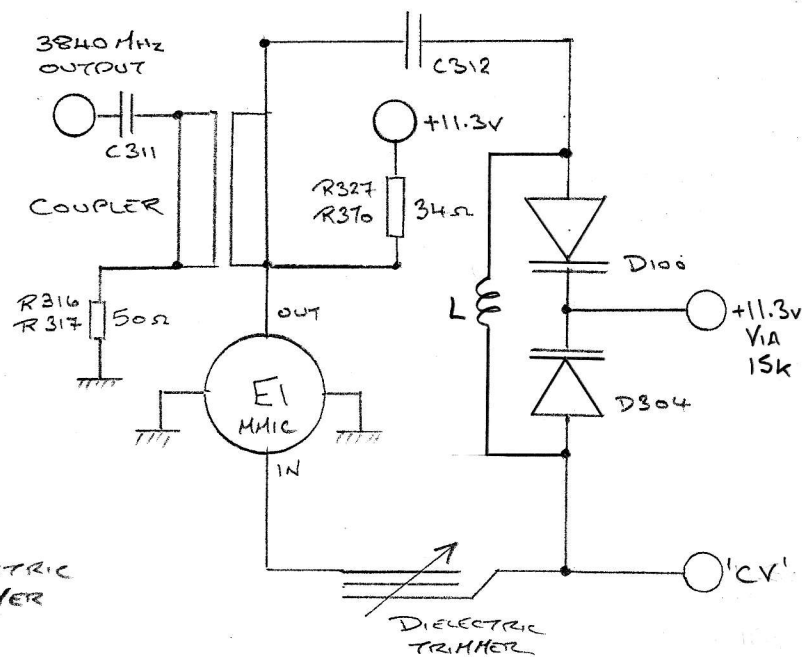 3840 MHz
OUTPUT
C311
C312
+11.3V
R327
R370
34Ω
COUPLER
D100
L
+11.3V
VIA
15K
R316
R317
50Ω
OUT
E1
MMIC
D304
IN
'CV'
DIELECTRIC
TRIMMER